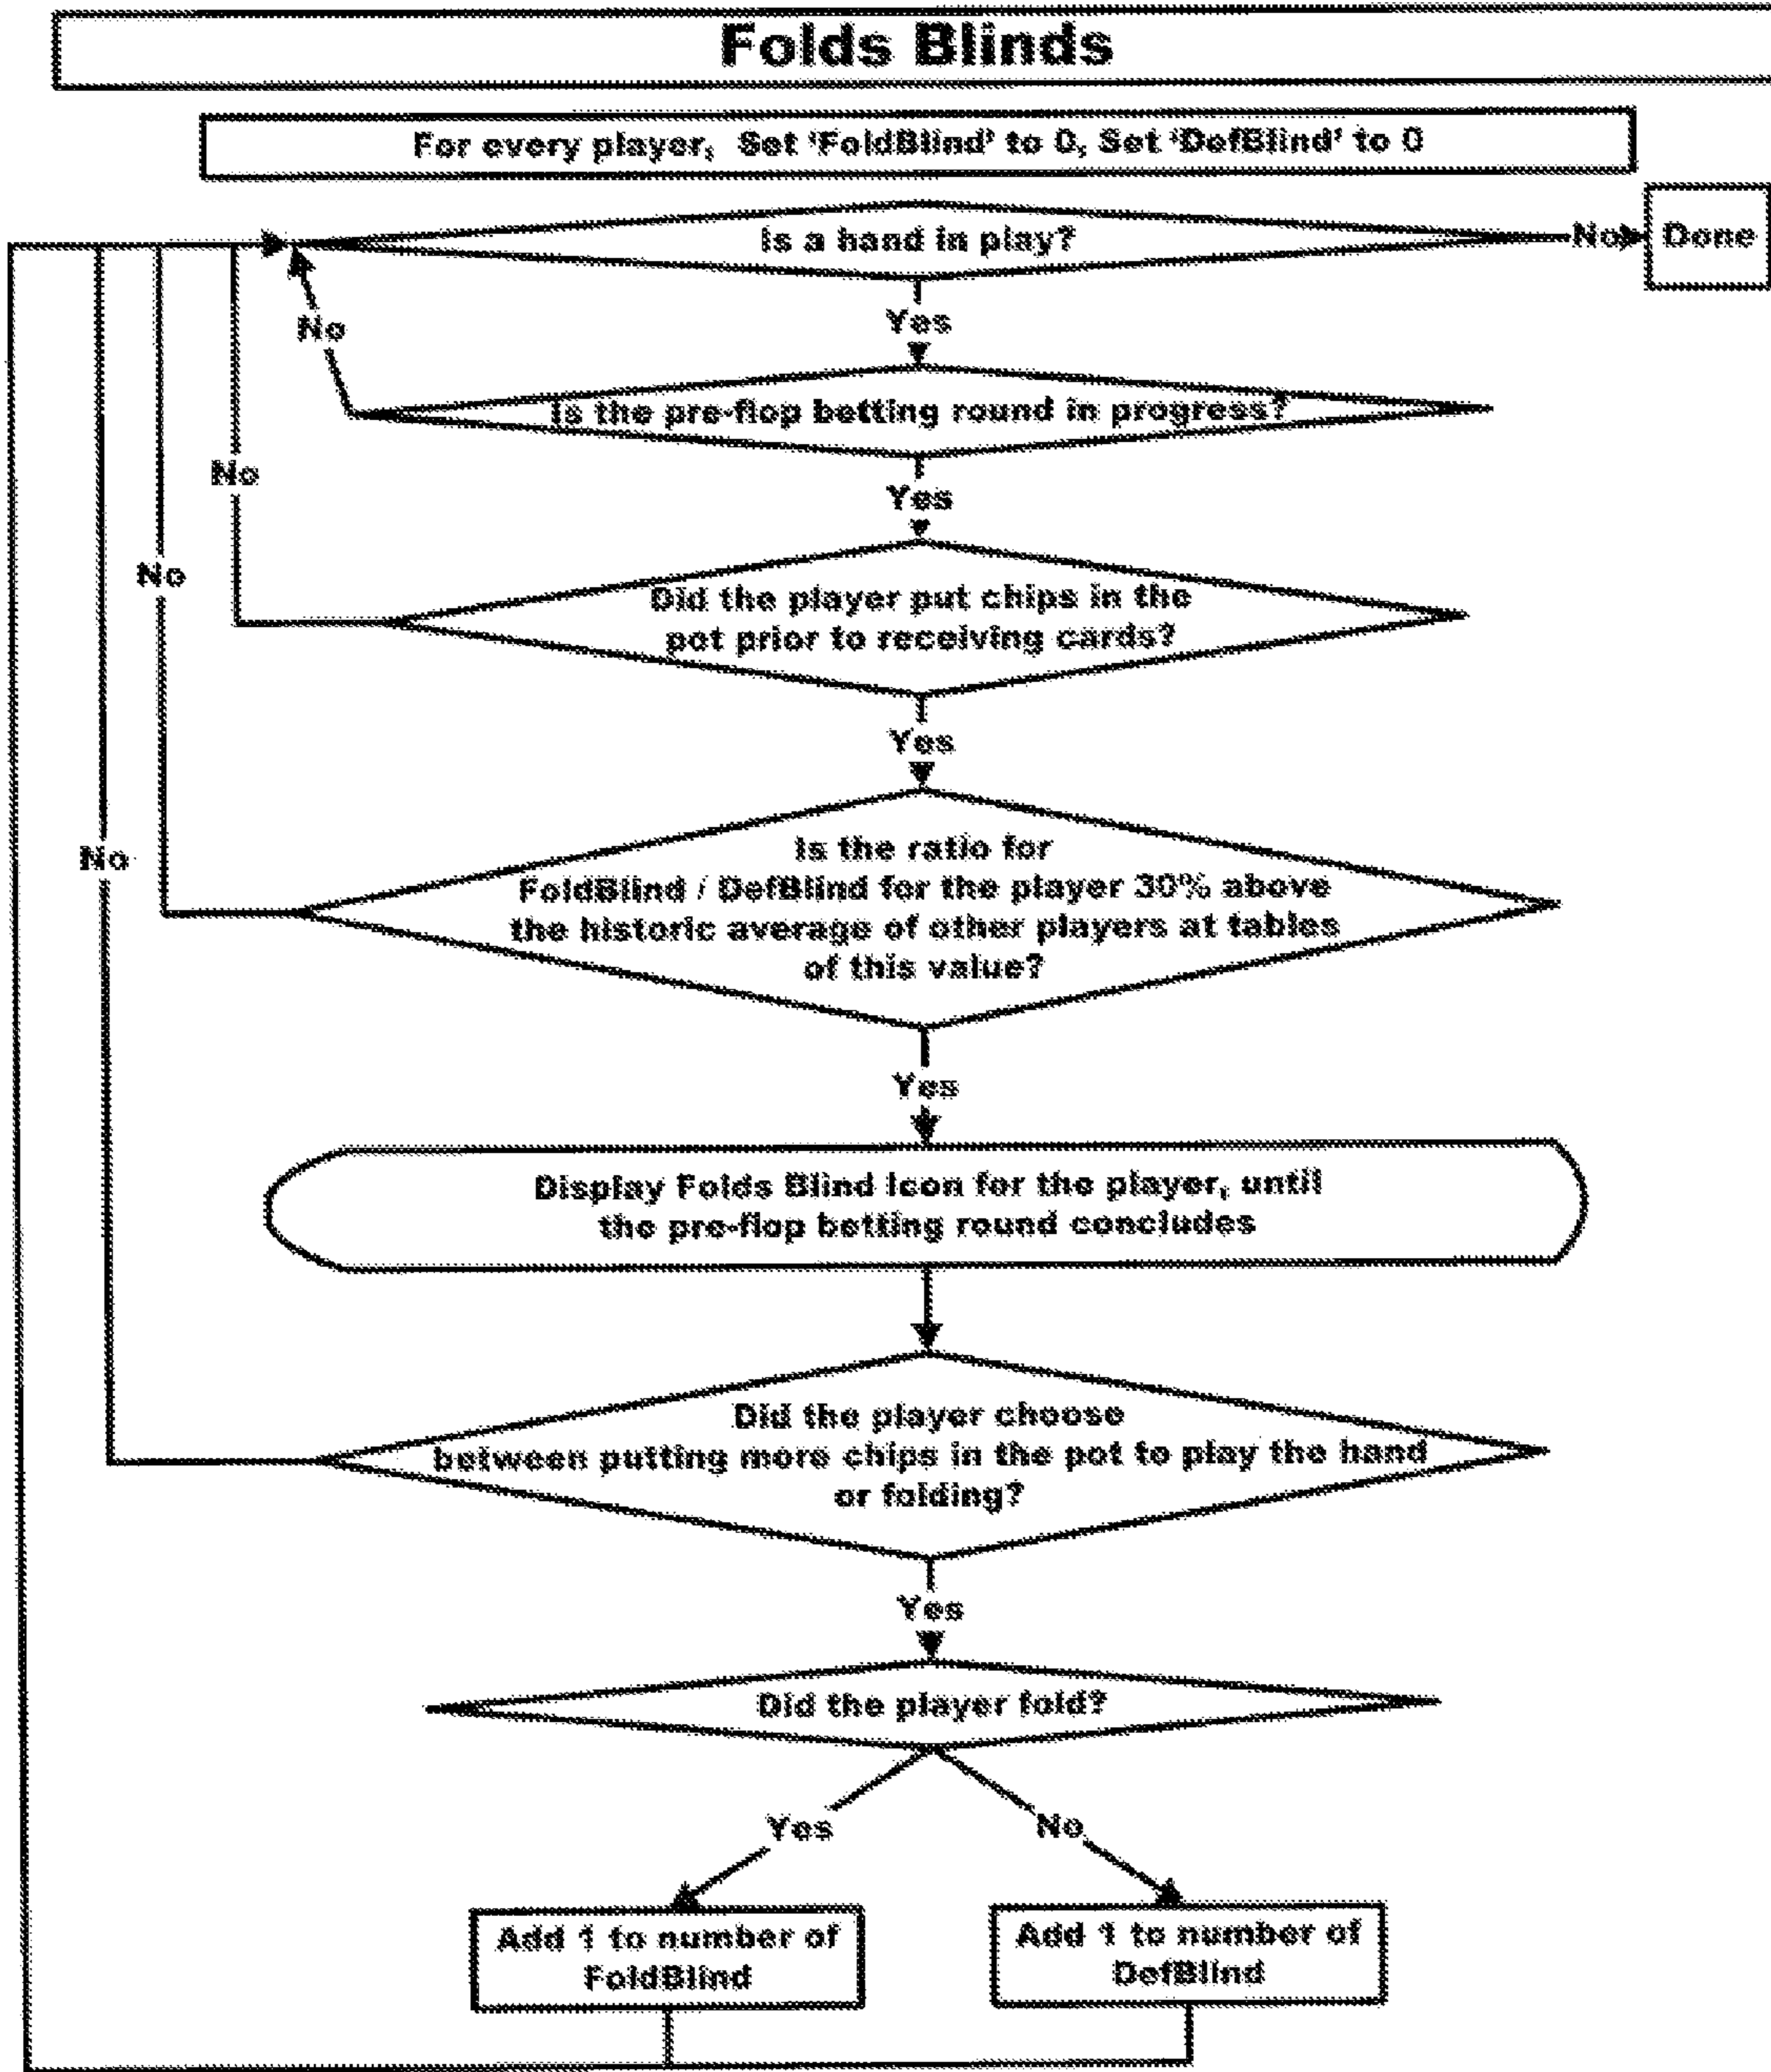 Folds Blinds
For every player, Set 'FoldBlind' to 0, Set 'DefBlind' to 0
Is a hand in play?
No
Done
Yes
No
Is the pre-flop betting round in progress?
No
Yes
Did the player put chips in the
pot prior to receiving cards?
No
Yes
Is the ratio for
FoldBlind / DefBlind for the player 30% above
the historic average of other players at tables
of this value?
No
Yes
Display Folds Blind Icon for the player, until
the pre-flop betting round concludes
Did the player choose
between putting more chips in the pot to play the hand
or folding?
Yes
Did the player fold?
Yes
No
Add 1 to number of
FoldBlind
Add 1 to number of
DefBlind